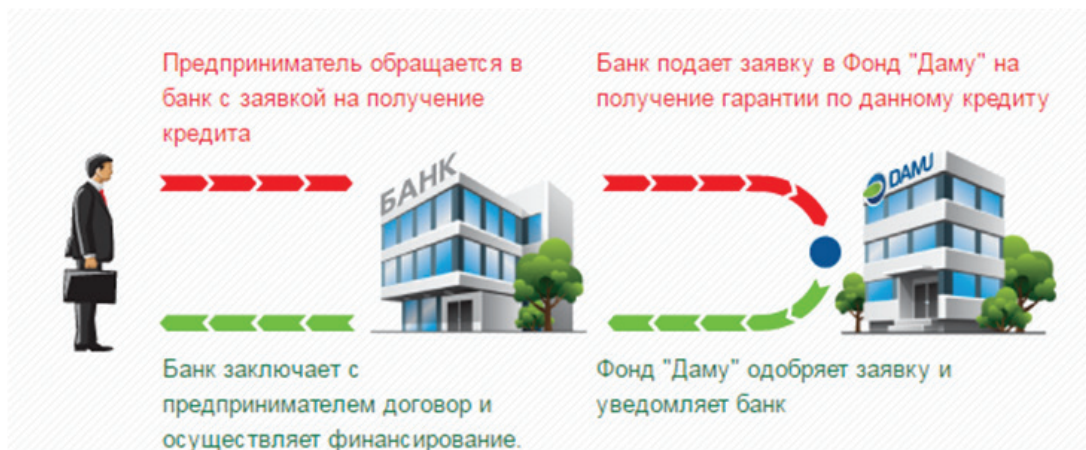 Предприниматель обращается в
банк с заявкой на получение
кредита
Банк подает заявку в Фонд "Даму" на
получение гарантии по данному кредиту
БАНК
DAMU
Банк заключает с
предпринимателем договор и
осуществляет финансирование.
Фонд "Даму" одобряет заявку и
уведомляет банк